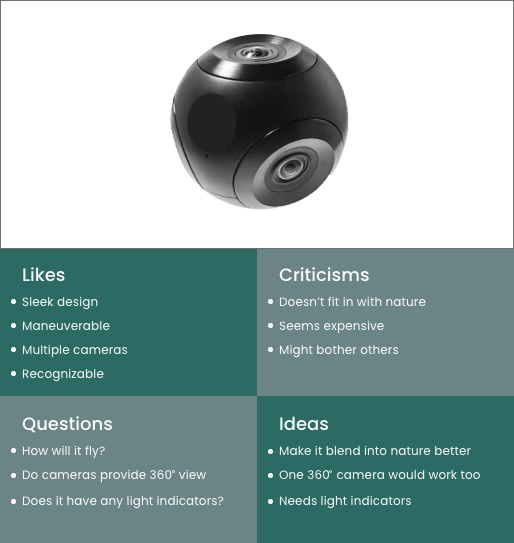 Likes
Sleek design
Maneuverable
Multiple cameras
Recognizable
Criticisms
Doesn't fit in with nature
Seems expensive
Might bother others
Questions
How will it fly?
Do cameras provide 360˚ view
Does it have any light indicators?
Ideas
Make it blend into nature better
One 360˚ camera would work too
Needs light indicators